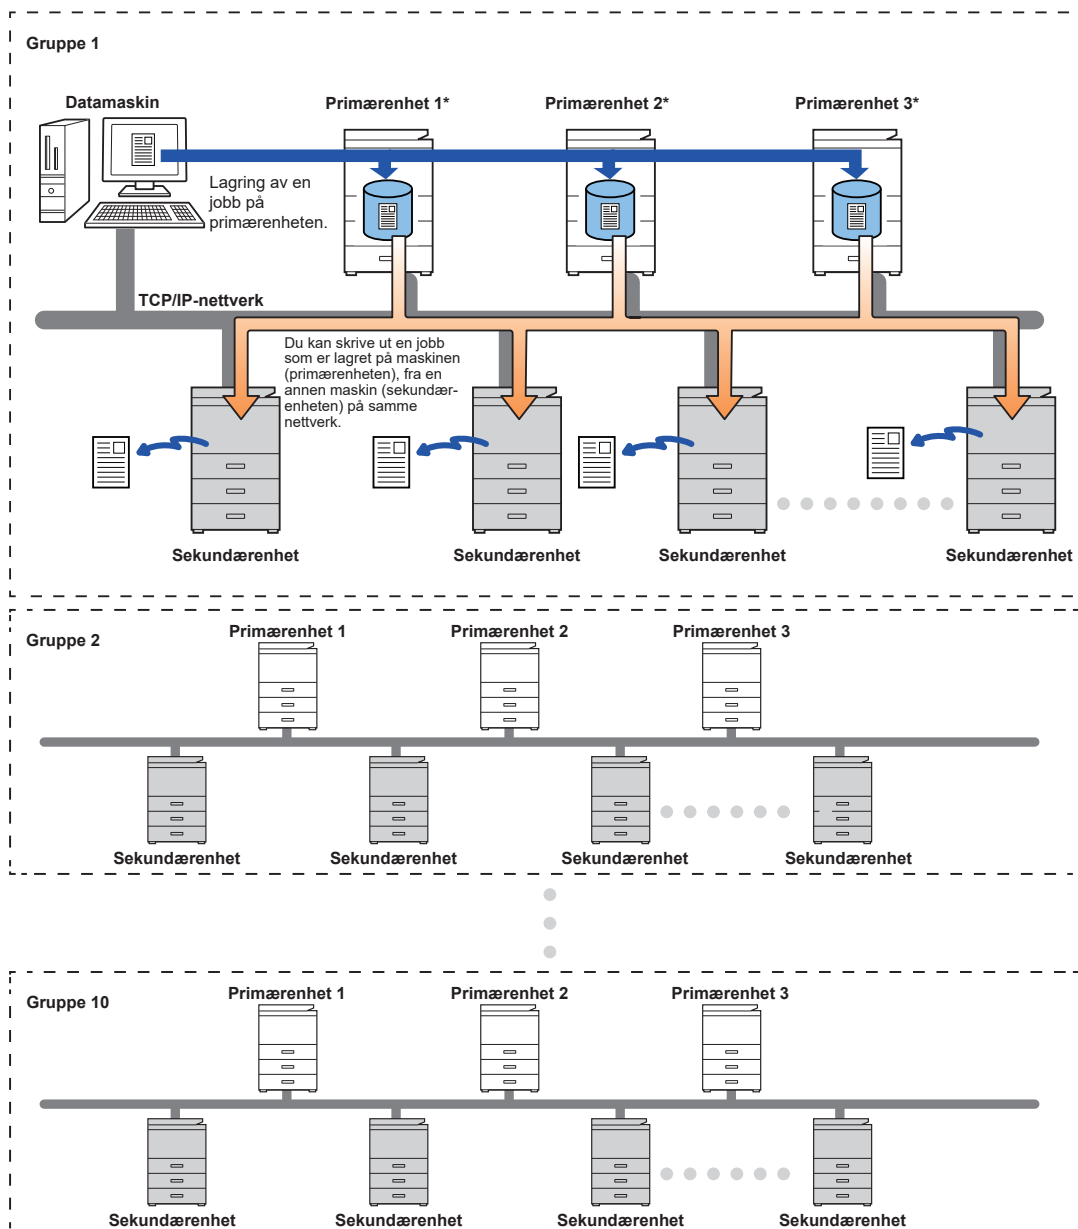 Gruppe 1
Datamaskin
Primærenhet 1*
Primærenhet 2*
Primærenhet 3*
Lagring av en
jobb på
primærenheten.
TCP/IP-nettverk
Du kan skrive ut en jobb
som er lagret på maskinen
(primærenheten), fra en
annen maskin (sekundær-
enheten) på samme
nettverk.
Sekundærenhet
Sekundærenhet
Sekundærenhet
Sekundærenhet
Gruppe 2
Primærenhet 1
Primærenhet 2
Primærenhet 3
Sekundærenhet
Sekundærenhet
Sekundærenhet
Sekundærenhet
Gruppe 10
Primærenhet 1
Primærenhet 2
Primærenhet 3
Sekundærenhet
Sekundærenhet
Sekundærenhet
Sekundærenhet